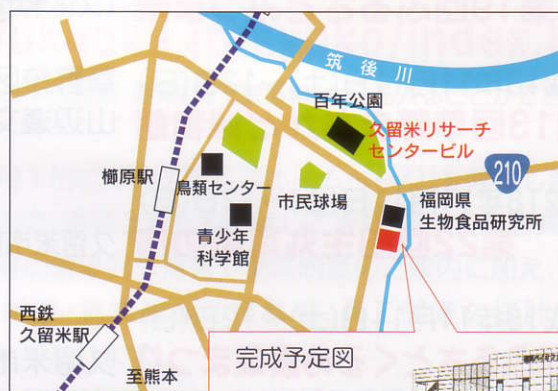 筑後川
百年公園
久留米リサーチ
センタービル
櫛原駅
鳥類センター
市民球場
210
福岡県
生物食品研究所
青少年
科学館
西鉄
久留米駅
至熊本
完成予定図